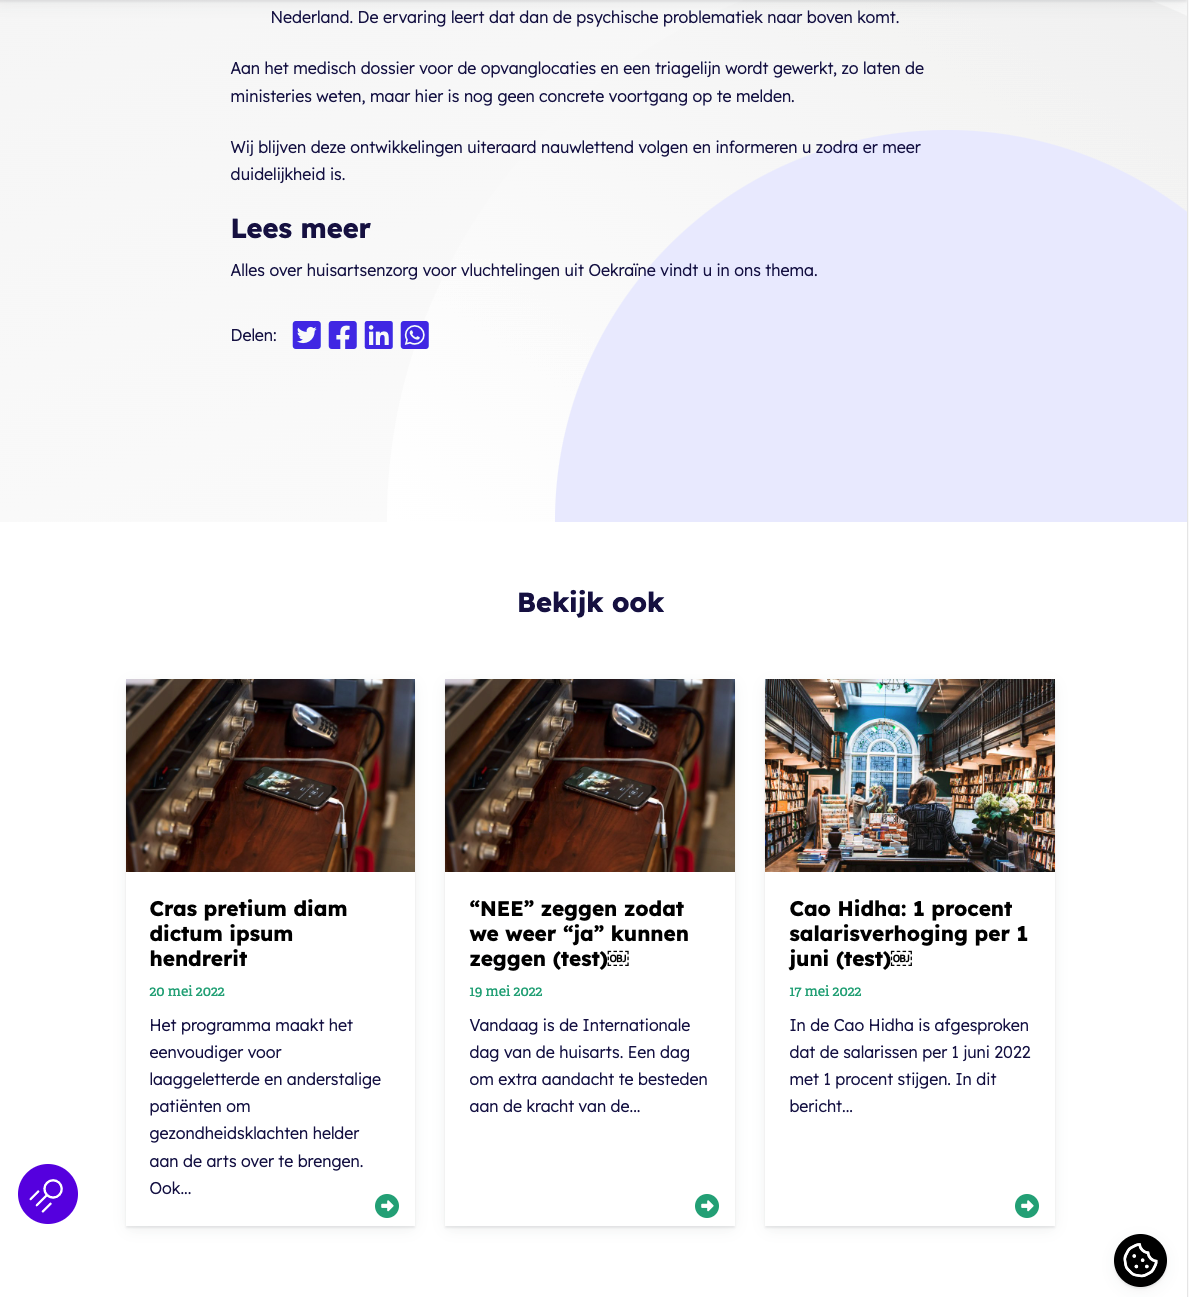 Nederland. De ervaring leert dat dan de psychische problematiek naar boven komt.
Aan het medisch dossier voor de opvanglocaties en een triagelijn wordt gewerkt, zo laten de
ministeries weten, maar hier is nog geen concrete voortgang op te melden.
Wij blijven deze ontwikkelingen uiteraard nauwlettend volgen en informeren u zodra er meer
duidelijkheid is.
Lees meer
Alles over huisartsenzorg voor vluchtelingen uit Oekraïne vindt u in ons thema.
Delen:
Bekijk ook
Cras pretium diam
dictum ipsum
hendrerit
20 mei 2022
Het programma maakt het
eenvoudiger voor
laaggeletterde en anderstalige
patiënten om
gezondheidsklachten helder
aan de arts over te brengen.
Ook...
“NEE” zeggen zodat
we weer “ja” kunnen
zeggen (test)￼
19 mei 2022
Vandaag is de Internationale
dag van de huisarts. Een dag
om extra aandacht te besteden
aan de kracht van de...
Cao Hidha: 1 procent
salarisverhoging per 1
juni (test)￼
17 mei 2022
In de Cao Hidha is afgesproken
dat de salarissen per 1 juni 2022
met 1 procent stijgen. In dit
bericht...